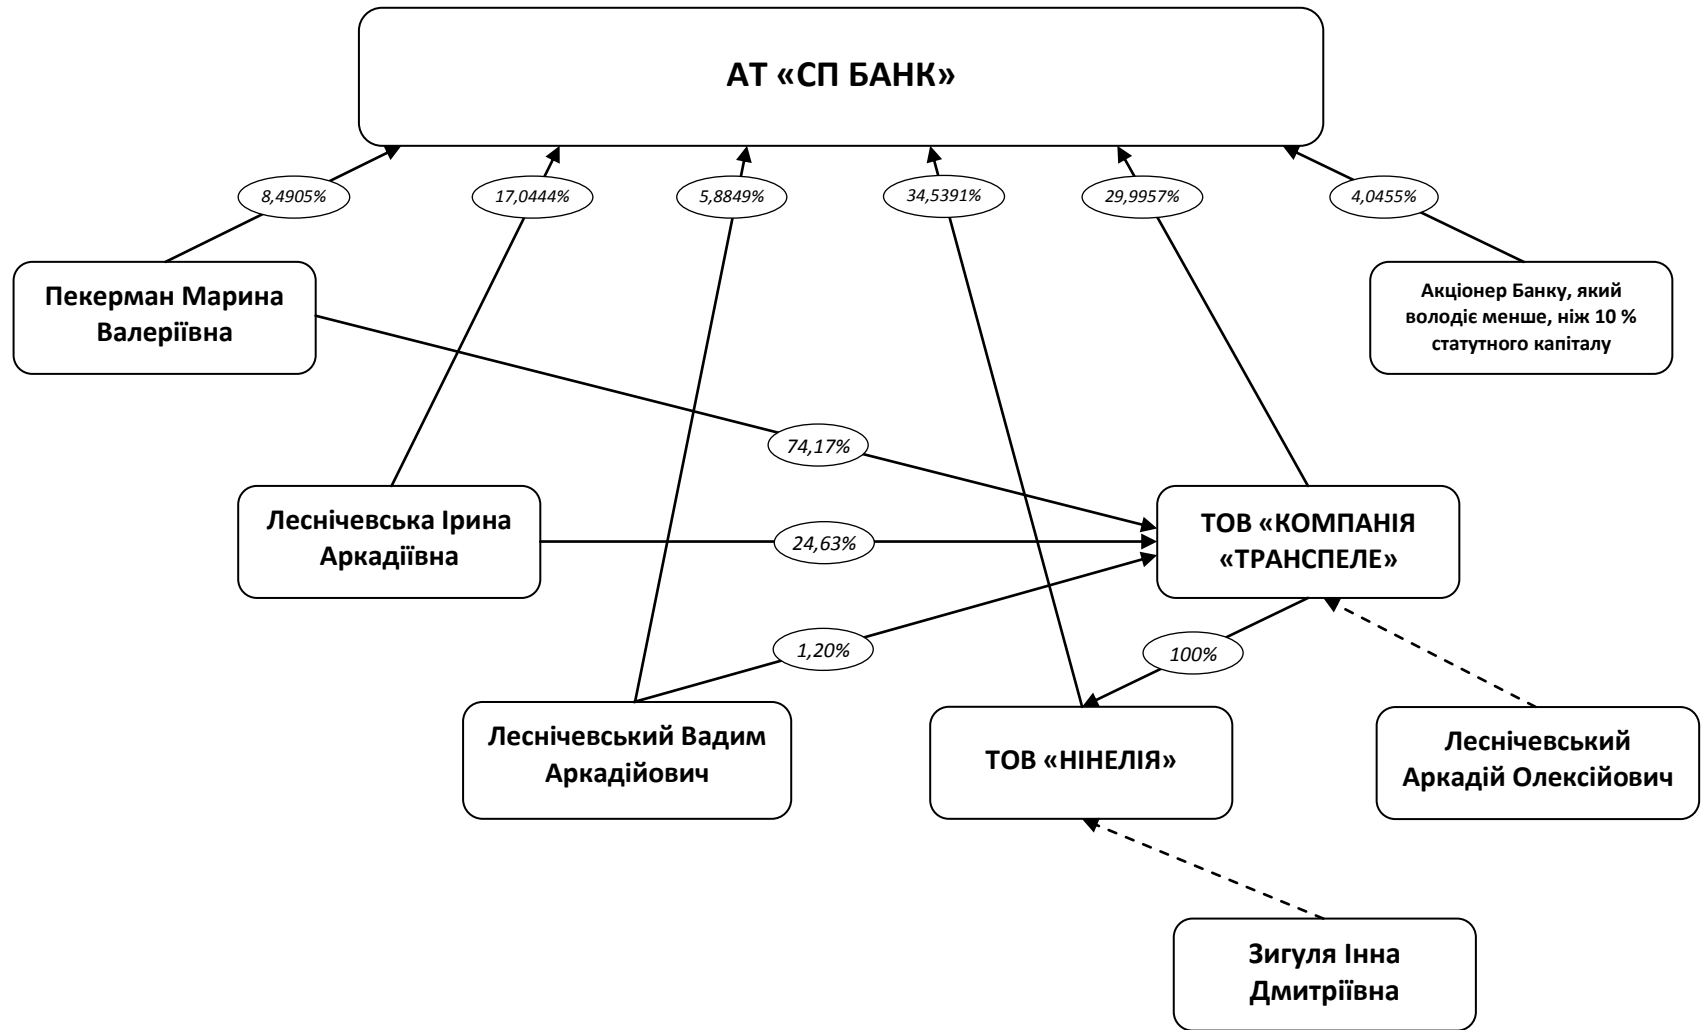 АТ «СП БАНК»
8,4905%
17,0444%
5,8849%
34,5391%
29,9957%
4,0455%
Пекерман Марина
Валеріївна
Акціонер Банку, який
володіє менше, ніж 10 %
статутного капіталу
74,17%
Леснічевська Ірина
Аркадіївна
24,63%
ТОВ «КОМПАНІЯ
«ТРАНСПЕЛЕ»
1,20%
100%
Леснічевський Вадим
Аркадійович
ТОВ «НІНЕЛІЯ»
Леснічевський
Аркадій Олексійович
Зигуля Інна
Дмитріївна